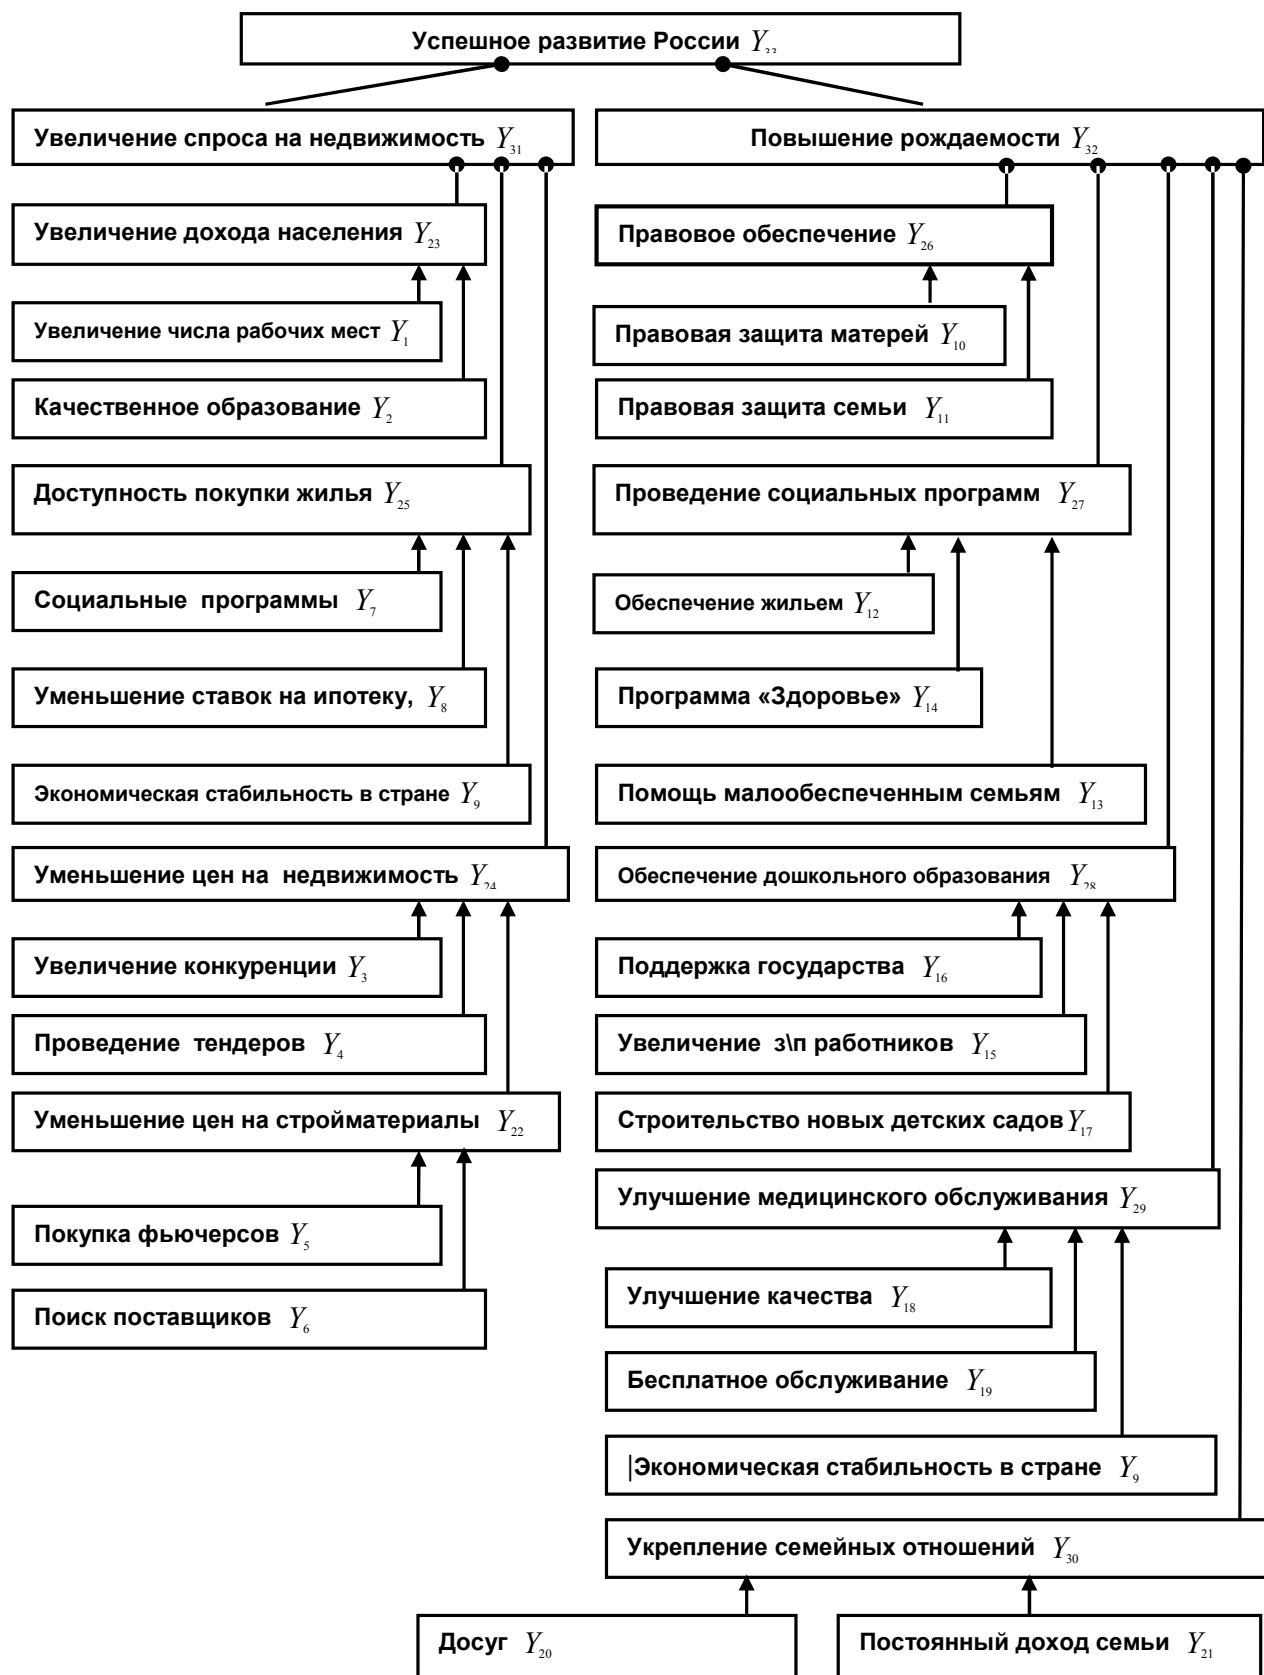 Успешное развитие России Y₃₃
Увеличение спроса на недвижимость Y₃₁
Увеличение дохода населения Y₂₃
Увеличение числа рабочих мест Y₁
Качественное образование Y₂
Доступность покупки жилья Y₂₅
Социальные программы Y₇
Уменьшение ставок на ипотеку, Y₈
Экономическая стабильность в стране Y₉
Уменьшение цен на недвижимость Y₂₄
Увеличение конкуренции Y₃
Проведение тендеров Y₄
Уменьшение цен на стройматериалы Y₂₂
Покупка фьючерсов Y₅
Поиск поставщиков Y₆
Повышение рождаемости Y₃₂
Правовое обеспечение Y₂₆
Правовая защита матерей Y₁₀
Правовая защита семьи Y₁₁
Проведение социальных программ Y₂₇
Обеспечение жильем Y₁₂
Программа «Здоровье» Y₁₄
Помощь малообеспеченным семьям Y₁₃
Обеспечение дошкольного образования Y₂₈
Поддержка государства Y₁₆
Увеличение з\п работников Y₁₅
Строительство новых детских садов Y₁₇
Улучшение медицинского обслуживания Y₂₉
Улучшение качества Y₁₈
Бесплатное обслуживание Y₁₉
|Экономическая стабильность в стране Y₉
Укрепление семейных отношений Y₃₀
Досуг Y₂₀
Постоянный доход семьи Y₂₁